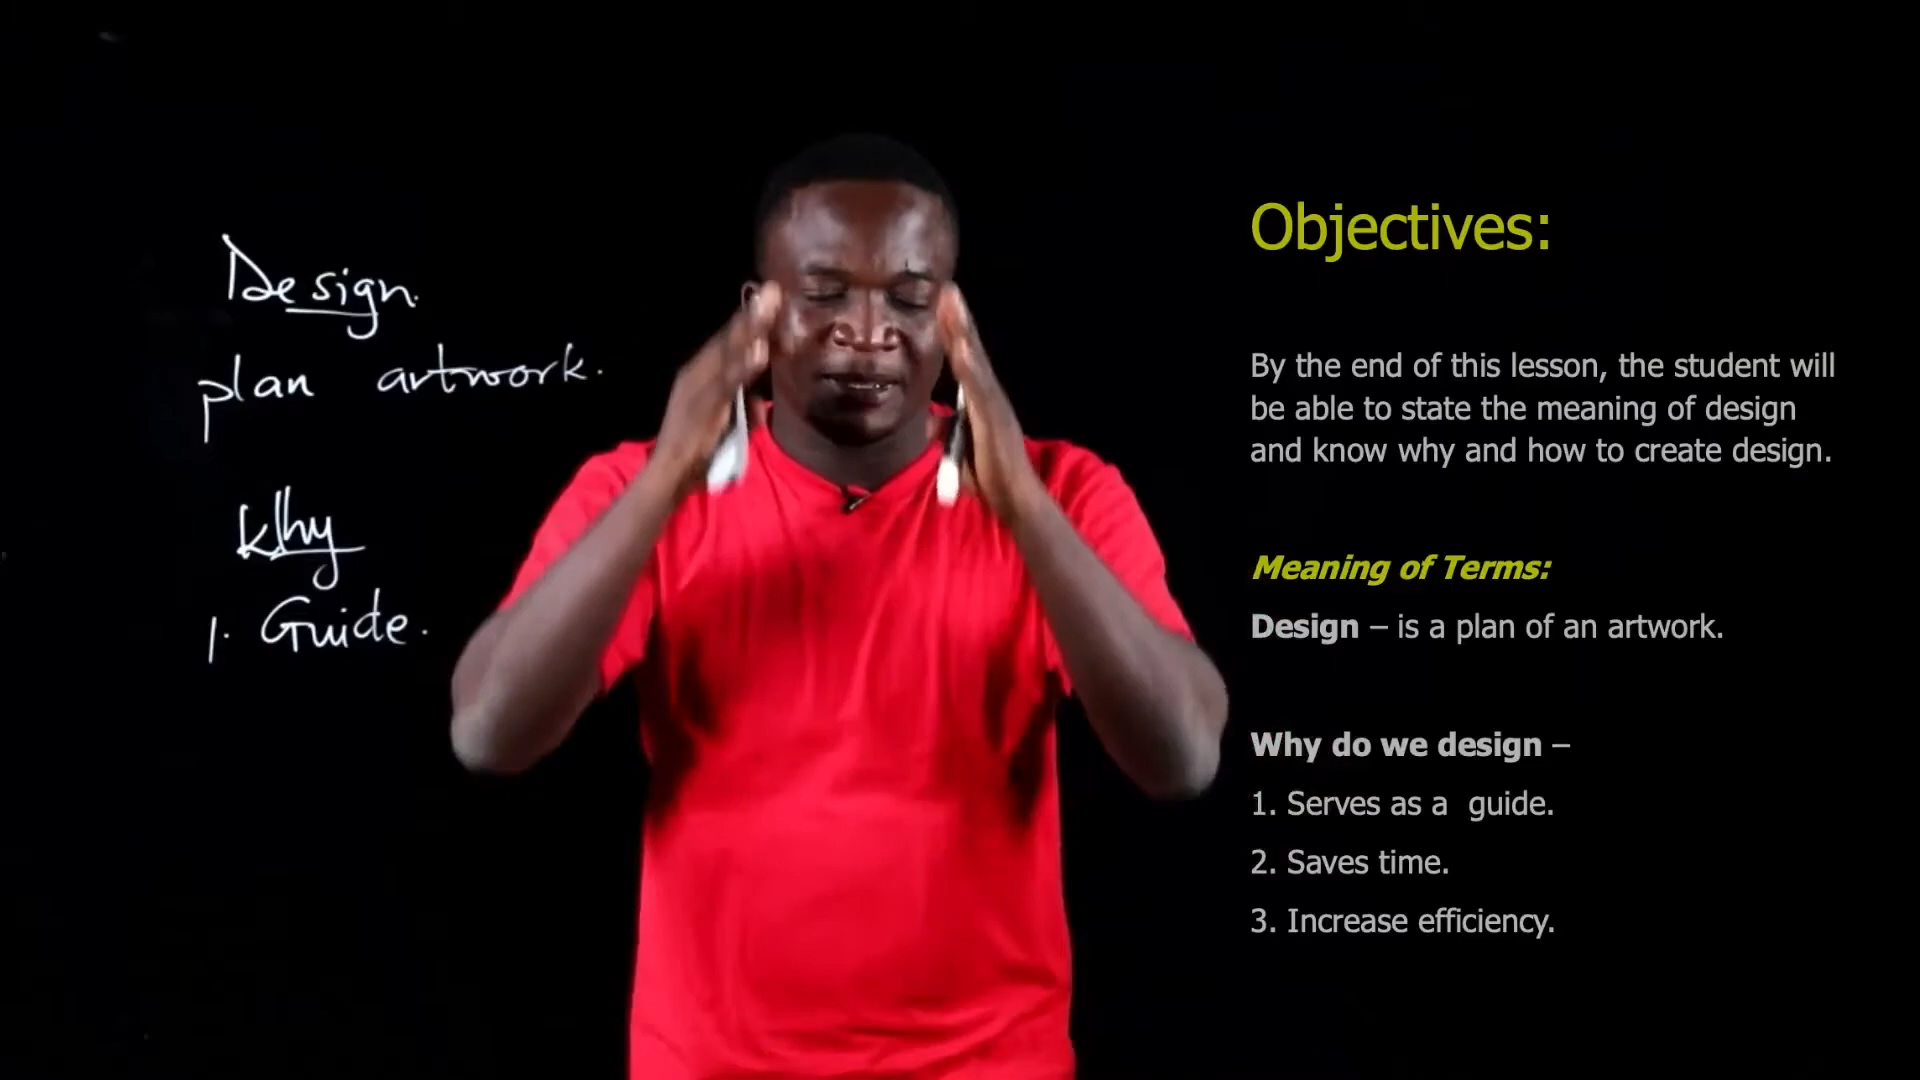 Design.
plan artwork.
Why
1. Guide.
Objectives:
By the end of this lesson, the student will
be able to state the meaning of design
and know why and how to create design.
Meaning of Terms:
Design – is a plan of an artwork.
Why do we design –
1. Serves as a guide.
2. Saves time.
3. Increase efficiency.